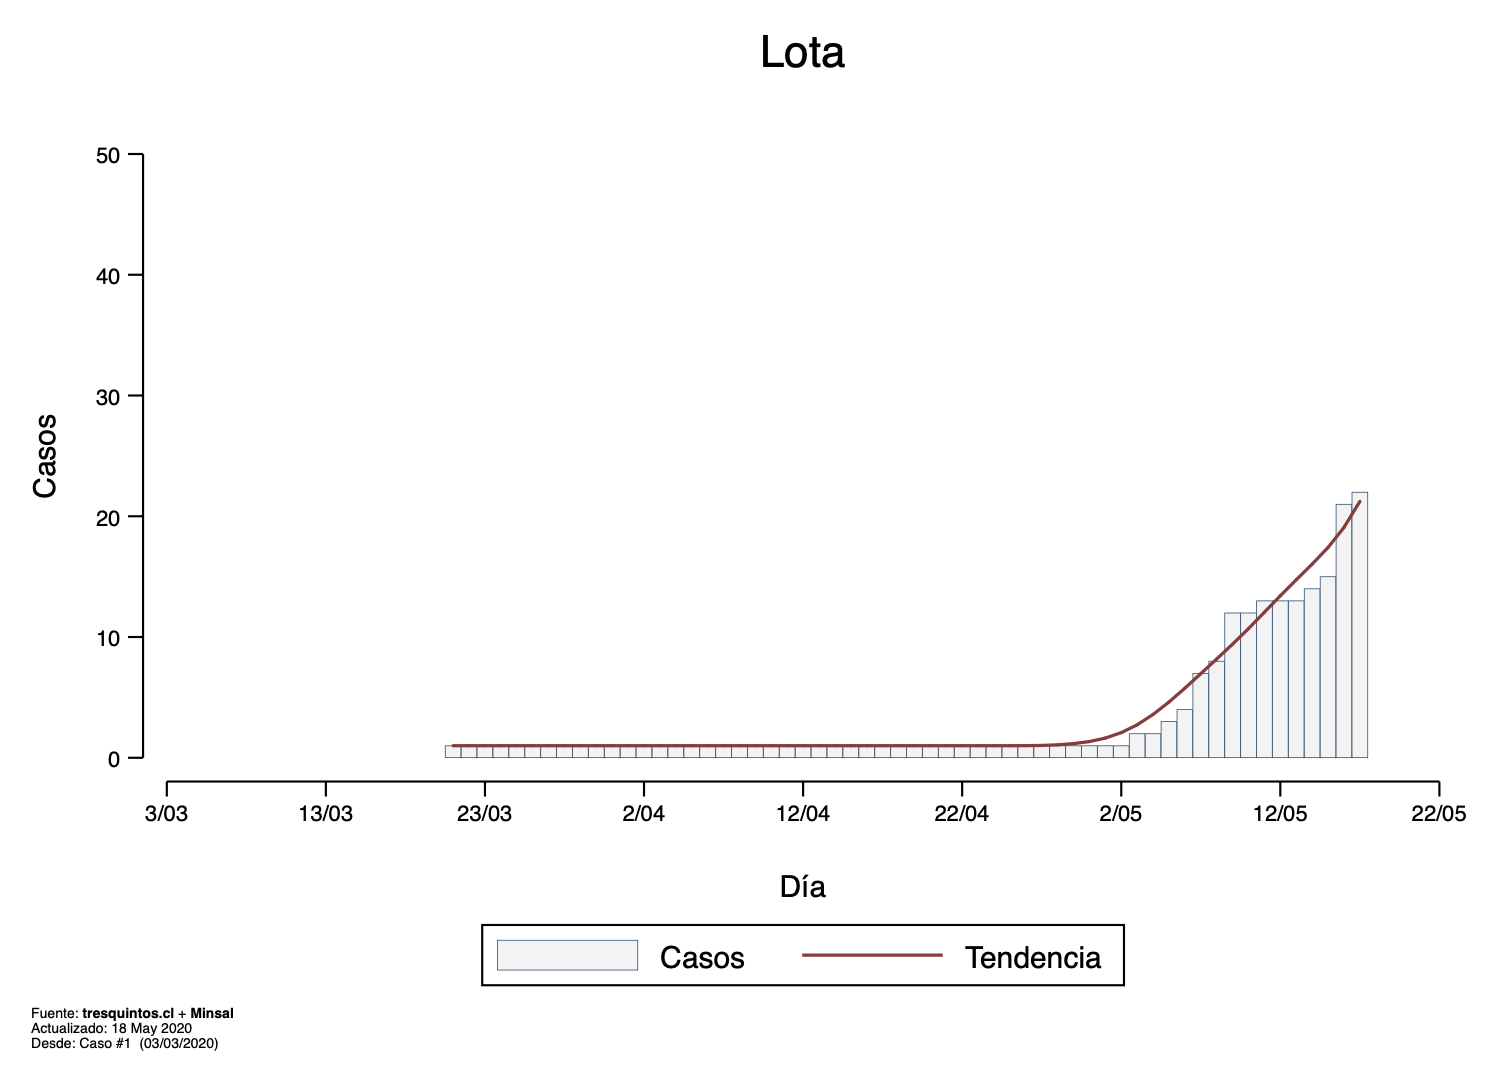 Lota
Casos
50
40
30
20
10
0
3/03 13/03 23/03 2/04 12/04 22/04 2/05 12/05 22/05
Día
Casos Tendencia
Fuente: tresquintos.cl + Minsal
Actualizado: 18 May 2020
Desde: Caso #1 (03/03/2020)